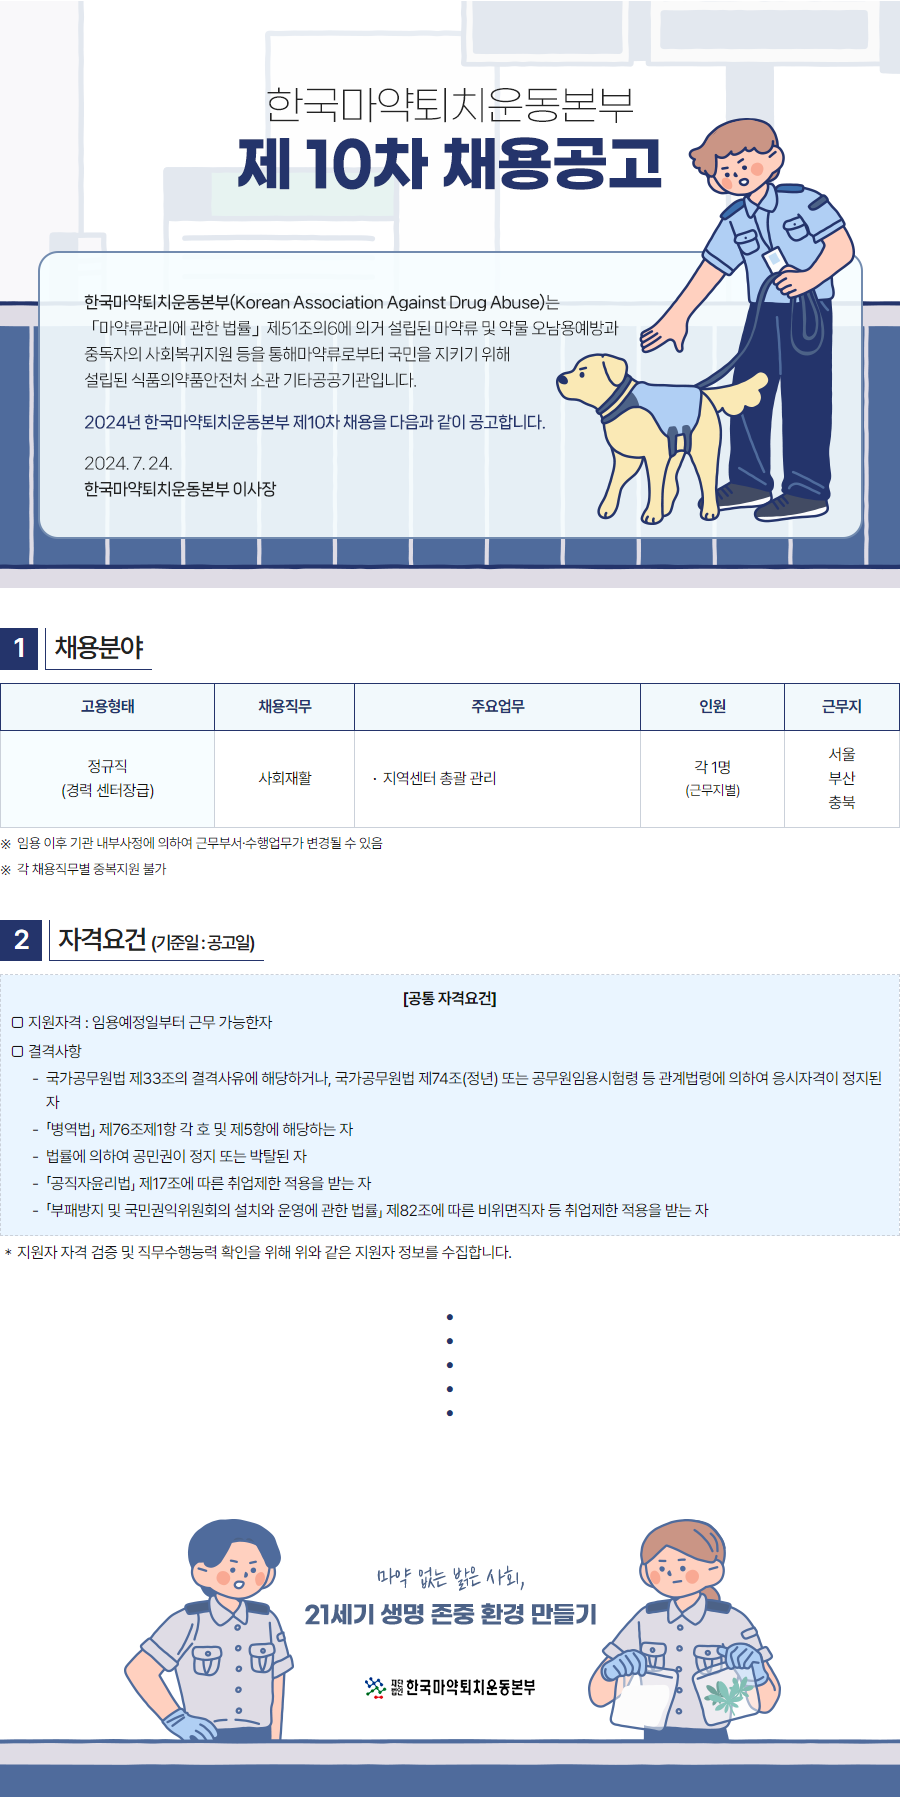 한국마약퇴치운동본부
제 10차 채용공고
한국마약퇴치운동본부(Korean Association Against Drug Abuse)는
「마약류관리에 관한 법률」 제51조의6에 의거 설립된 마약류 및 약물 오남용예방과
중독자의 사회복귀지원 등을 통해마약류로부터 국민을 지키기 위해
설립된 식품의약품안전처 소관 기타공공기관입니다.
2024년 한국마약퇴치운동본부 제10차 채용을 다음과 같이 공고합니다.
2024. 7. 24.
한국마약퇴치운동본부 이사장
1 채용분야
고용형태 채용직무 주요업무 인원 근무지
정규직
(경력 센터장급)
사회재활
· 지역센터 총괄 관리
각 1명
(근무지별)
서울
부산
충북
※ 임용 이후 기관 내부사정에 의하여 근무부서·수행업무가 변경될 수 있음
※ 각 채용직무별 중복지원 불가
2 자격요건 (기준일 : 공고일)
[공통 자격요건]
▢ 지원자격 : 임용예정일부터 근무 가능한자
▢ 결격사항
- 국가공무원법 제33조의 결격사유에 해당하거나, 국가공무원법 제74조(정년) 또는 공무원임용시험령 등 관계법령에 의하여 응시자격이 정지된
자
- 「병역법」 제76조제1항 각 호 및 제5항에 해당하는 자
- 법률에 의하여 공민권이 정지 또는 박탈된 자
- 「공직자윤리법」 제17조에 따른 취업제한 적용을 받는 자
- 「부패방지 및 국민권익위원회의 설치와 운영에 관한 법률」 제82조에 따른 비위면직자 등 취업제한 적용을 받는 자
* 지원자 자격 검증 및 직무수행능력 확인을 위해 위와 같은 지원자 정보를 수집합니다.
마약 없는 밝은 사회,
21세기 생명 존중 환경 만들기
재단법인 한국마약퇴치운동본부